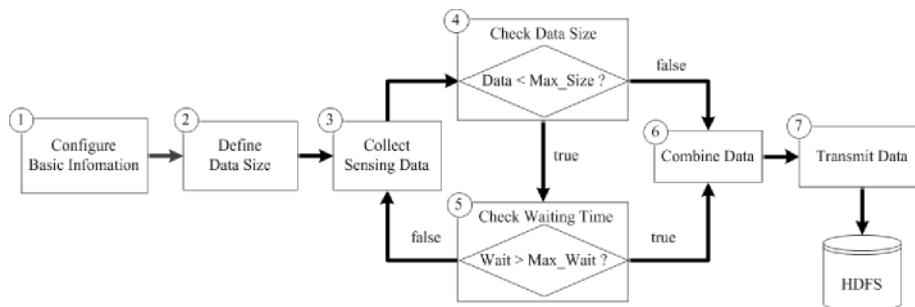 1
Configure
Basic Infomation
2
Define
Data Size
3
Collect
Sensing Data
4
Check Data Size
Data < Max_Size ?
false
true
5
Check Waiting Time
Wait > Max_Wait ?
false
true
6
Combine Data
7
Transmit Data
HDFS